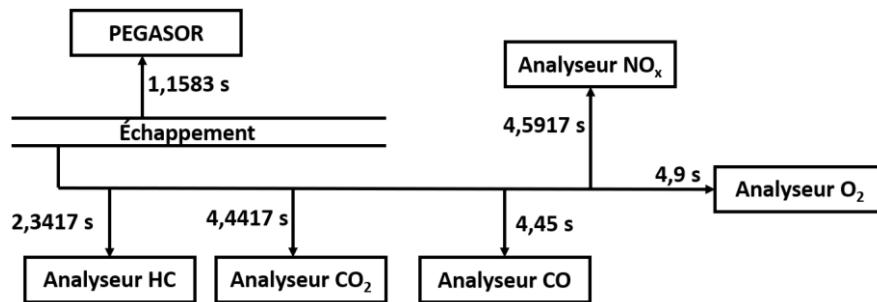 PEGASOR
1,1583 s
Échappement
Analyseur NOₓ
4,5917 s
4,9 s
Analyseur O₂
2,3417 s
4,4417 s
4,45 s
Analyseur HC
Analyseur CO₂
Analyseur CO